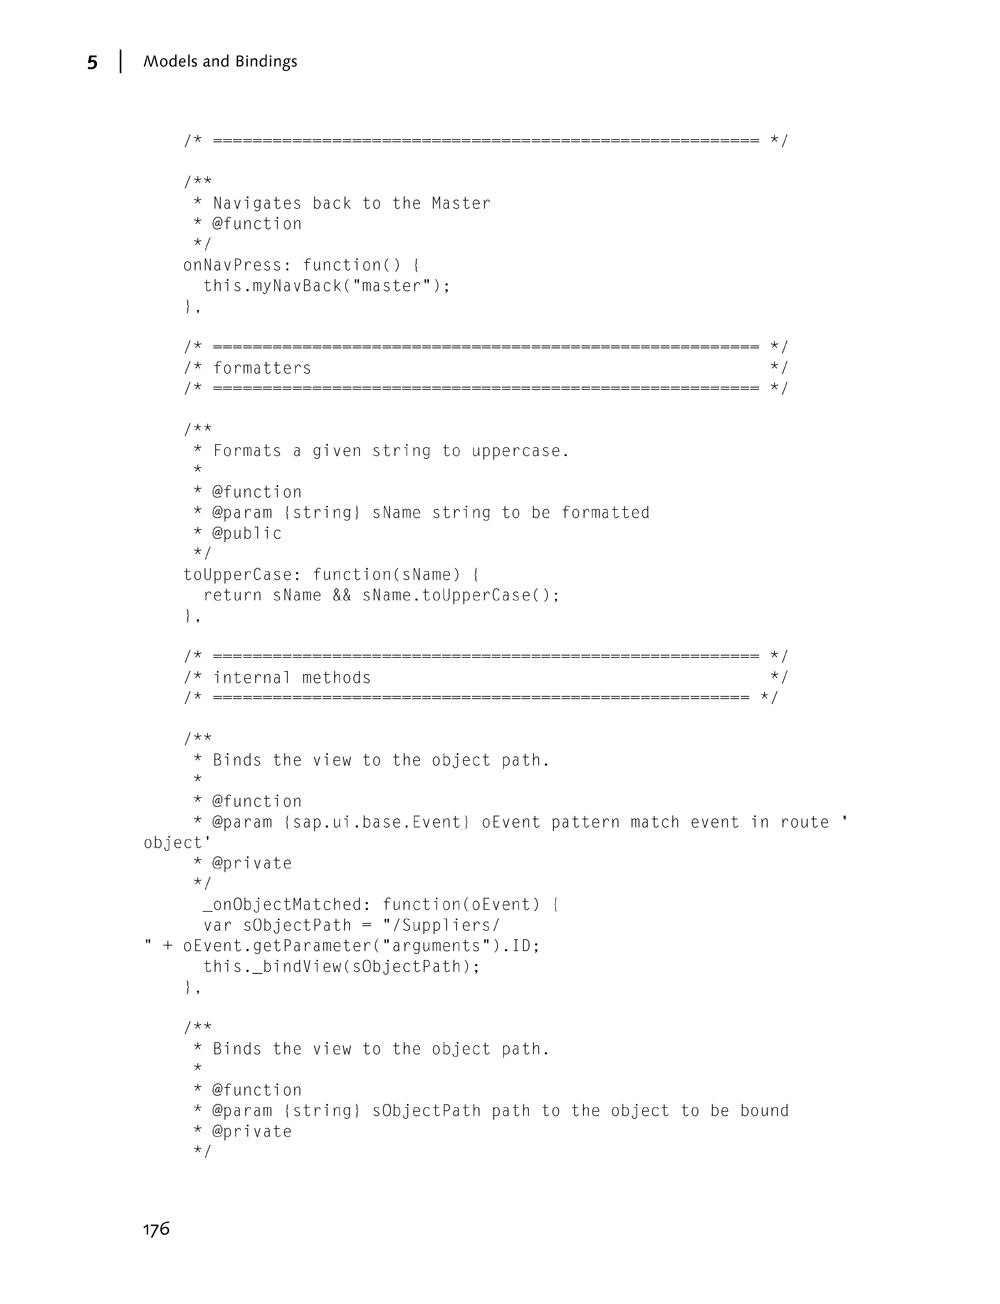 5 | Models and Bindings
/* ======================================================= */
/**
 * Navigates back to the Master
 * @function
 */
onNavPress: function() {
  this.myNavBack("master");
},
/* ======================================================= */
/* formatters                                              */
/* ======================================================= */
/**
 * Formats a given string to uppercase.
 *
 * @function
 * @param {string} sName string to be formatted
 * @public
 */
toUpperCase: function(sName) {
  return sName && sName.toUpperCase();
},
/* ======================================================= */
/* internal methods                                        */
/* ====================================================== */
/**
 * Binds the view to the object path.
 *
 * @function
 * @param {sap.ui.base.Event} oEvent pattern match event in route '
object'
 * @private
 */
  _onObjectMatched: function(oEvent) {
  var sObjectPath = "/Suppliers/
" + oEvent.getParameter("arguments").ID;
  this._bindView(sObjectPath);
},
/**
 * Binds the view to the object path.
 *
 * @function
 * @param {string} sObjectPath path to the object to be bound
 * @private
 */
176